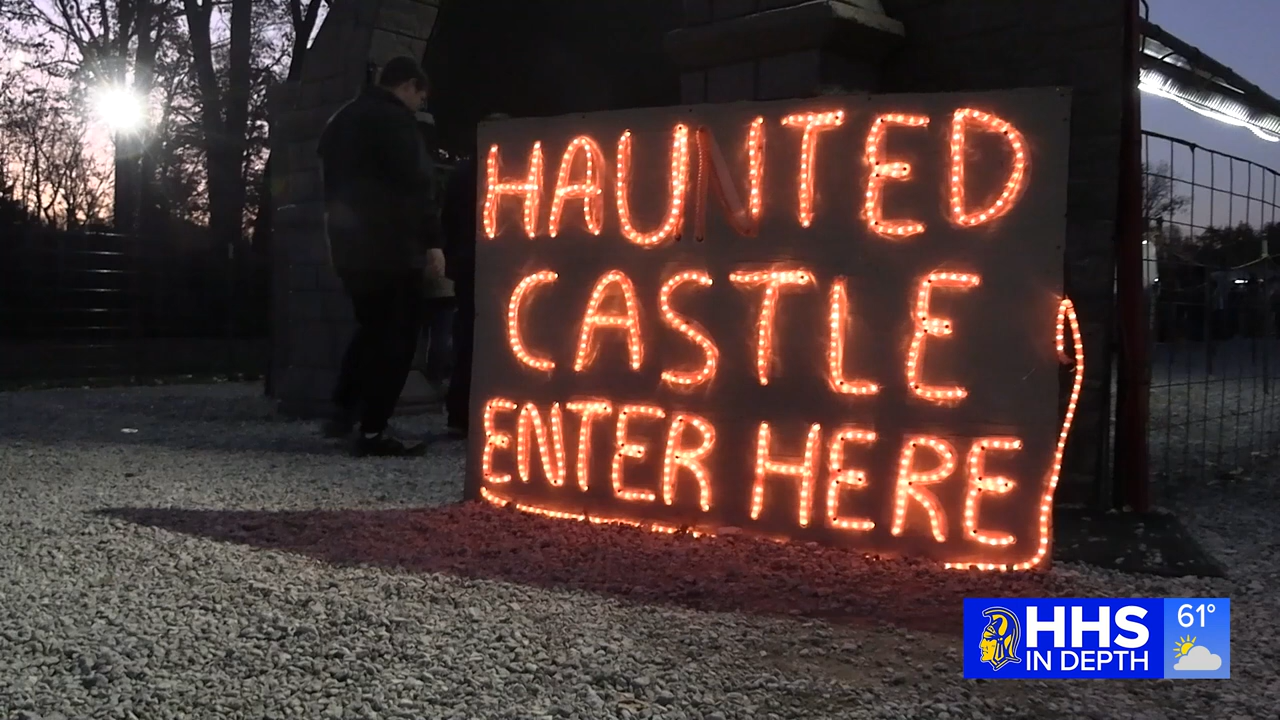 HAUNTED
CASTLE
ENTER HERE
HHS 61°
IN DEPTH